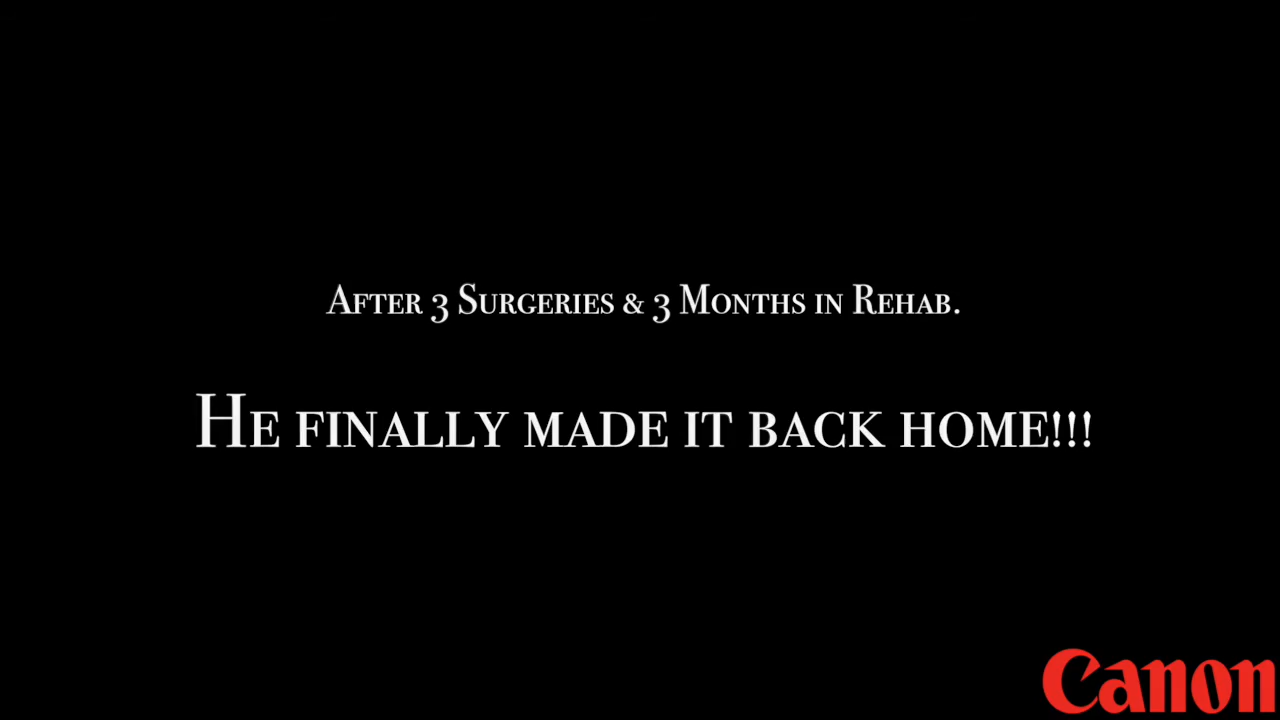 After 3 Surgeries & 3 Months in Rehab.
He finally made it back home!!!
Canon